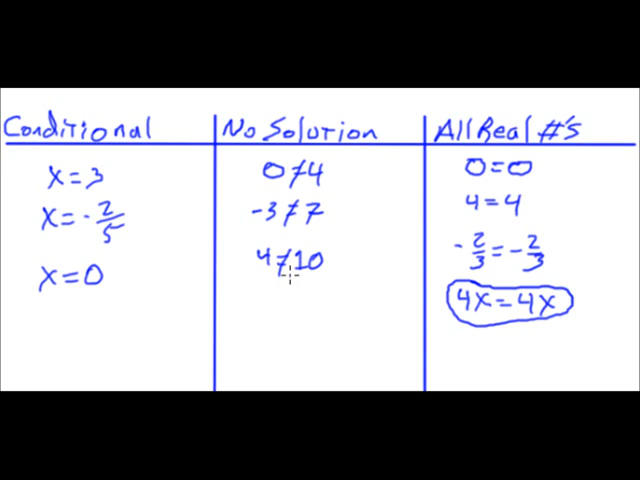 Conditional No Solution All Real #'s
x=3 0≠4 0=0
x=-2/5 -3≠7 4=4
x=0 4≠10 -2/3=-2/3
4x=4x